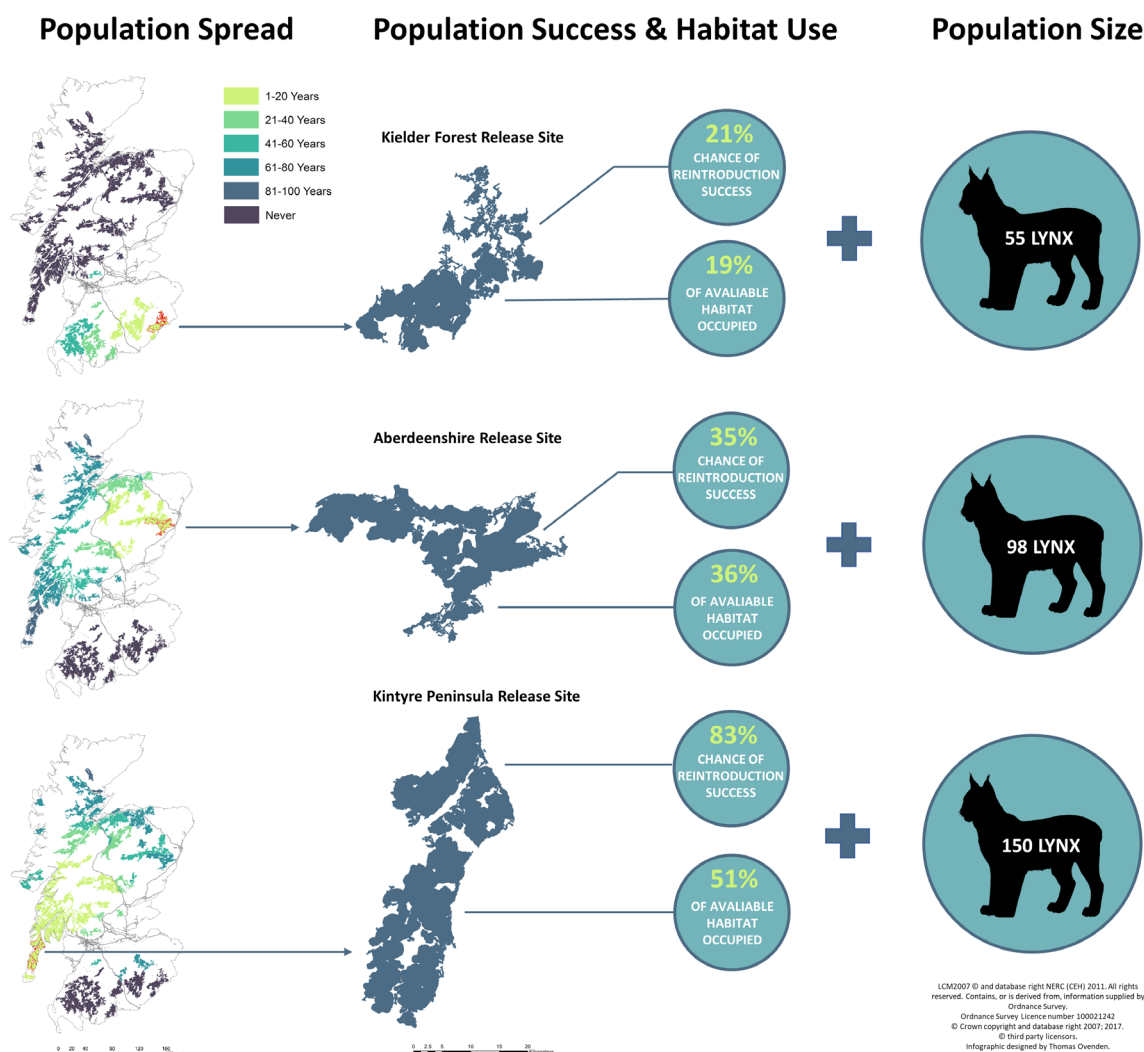 Population Spread
Population Success & Habitat Use
Population Size
1-20 Years
21-40 Years
41-60 Years
61-80 Years
81-100 Years
Never
Kielder Forest Release Site
21%
CHANCE OF
REINTRODUCTION
SUCCESS
19%
OF AVALIABLE
HABITAT
OCCUPIED
55 LYNX
Aberdeenshire Release Site
35%
CHANCE OF
REINTRODUCTION
SUCCESS
36%
OF AVALIABLE
HABITAT
OCCUPIED
98 LYNX
Kintyre Peninsula Release Site
83%
CHANCE OF
REINTRODUCTION
SUCCESS
51%
OF AVALIABLE
HABITAT
OCCUPIED
150 LYNX
LCM2007 © and database right NERC (CEH) 2011. All rights
reserved. Contains, or is derived from, information supplied by
Ordnance Survey.
Ordnance Survey Licence number 100021242
© Crown copyright and database right 2007; 2017.
© third party licensors.
Infographic designed by Thomas Ovenden.
0 20 40 80 120 160
0 2.5 5 10 15 20